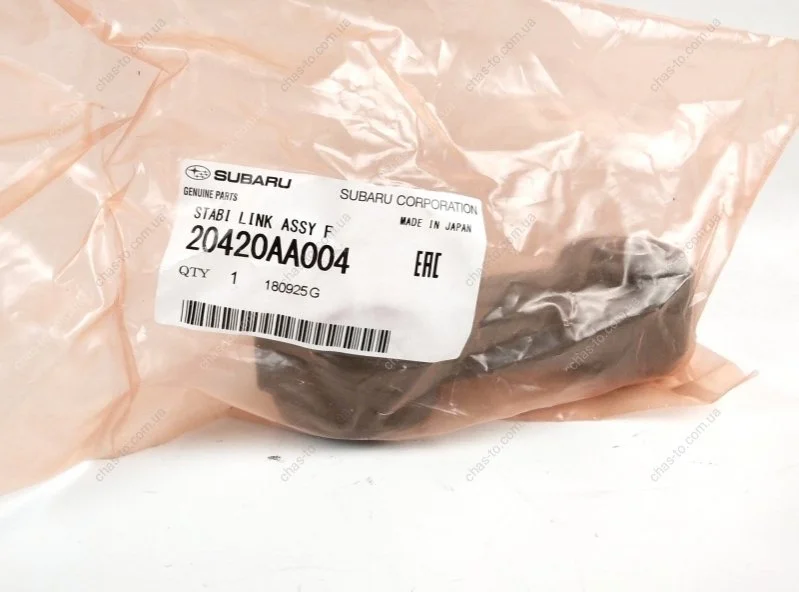 SUBARU
GENUINE PARTS
SUBARU CORPORATION
STABI LINK ASSY F
MADE IN JAPAN
20420AA004
EAC
QTY 1 180925G
chas-to.com.ua